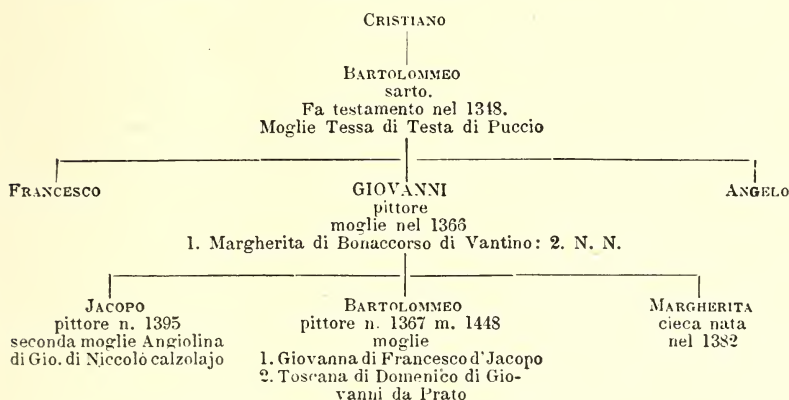 CRISTIANO
BARTOLOMMEO
sarto.
Fa testamento nel 1348.
Moglie Tessa di Testa di Puccio
FRANCESCO
GIOVANNI
pittore
moglie nel 1366
1. Margherita di Bonaccorso di Vantino: 2. N. N.
ANGELO
JACOPO
pittore n. 1395
seconda moglie Angiolina
di Gio. di Niccolò calzolajo
BARTOLOMMEO
pittore n. 1367 m. 1448
moglie
1. Giovanna di Francesco d'Jacopo
2. Toscana di Domenico di Gio-
vanni da Prato
MARGHERITA
cieca nata
nel 1382